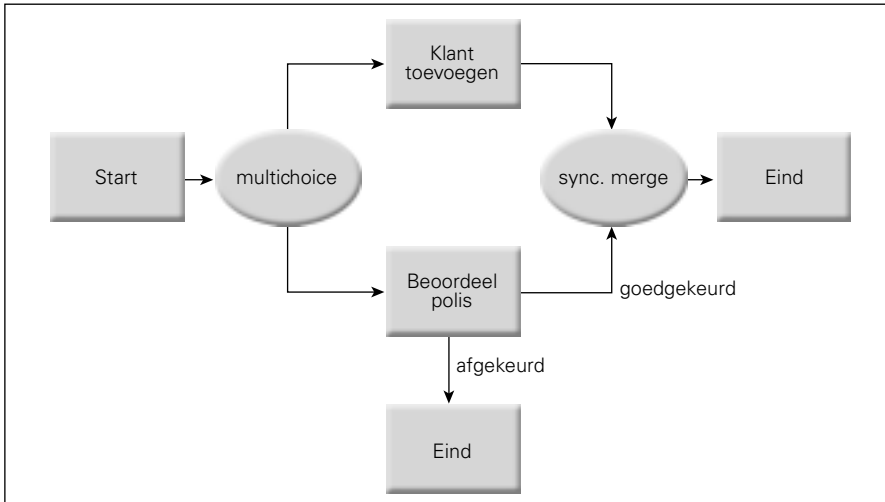 Klant
toevoegen
Start
multichoice
sync. merge
Eind
Beoordeel
polis
goedgekeurd
afgekeurd
Eind